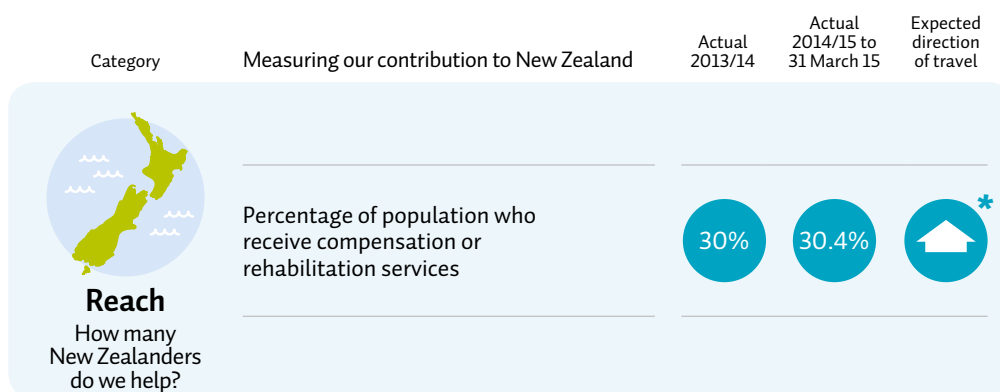 Category
Measuring our contribution to New Zealand
Actual
2013/14
Actual
2014/15 to
31 March 15
Expected
direction
of travel
Reach
How many
New Zealanders
do we help?
Percentage of population who
receive compensation or
rehabilitation services
30%
30.4%
*